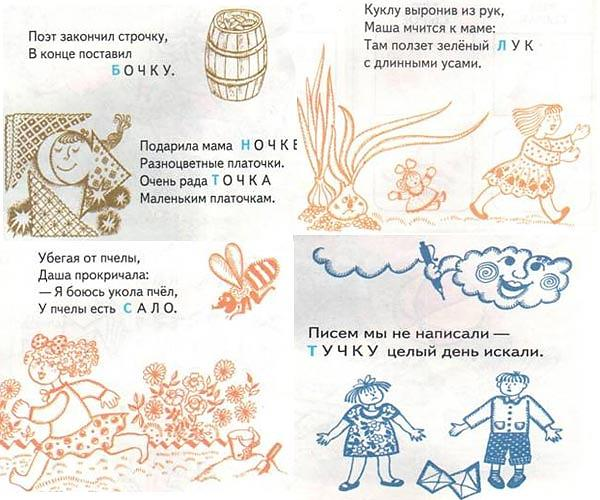 Поэт закончил строчку,
В конце поставил
БОЧКУ.
Подарила мама НОЧКЕ
Разноцветные платочки.
Очень рада ТОЧКА
Маленьким платочкам.
Куклу выронив из рук,
Маша мчится к маме:
Там ползет зелёный ЛУК
с длинными усами.
Убегая от пчелы,
Даша прокричала:
— Я боюсь укола пчёл,
У пчелы есть САЛО.
Писем мы не написали —
ТУЧКУ целый день искали.